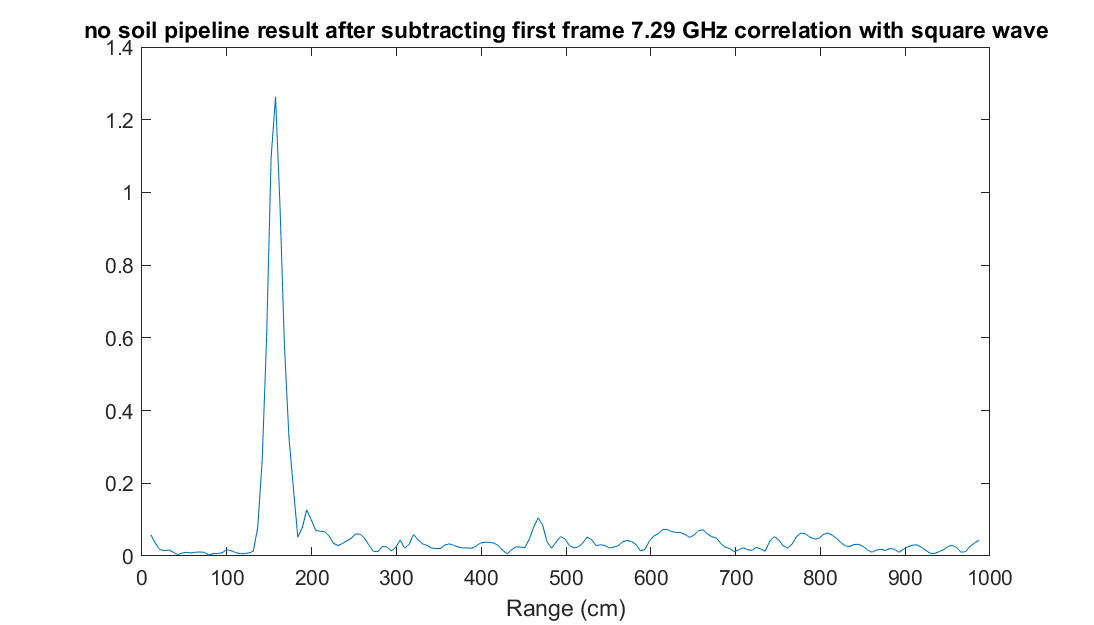 no soil pipeline result after subtracting first frame 7.29 GHz correlation with square wave
1.4
1.2
1
0.8
0.6
0.4
0.2
0
0 100 200 300 400 500 600 700 800 900 1000
Range (cm)